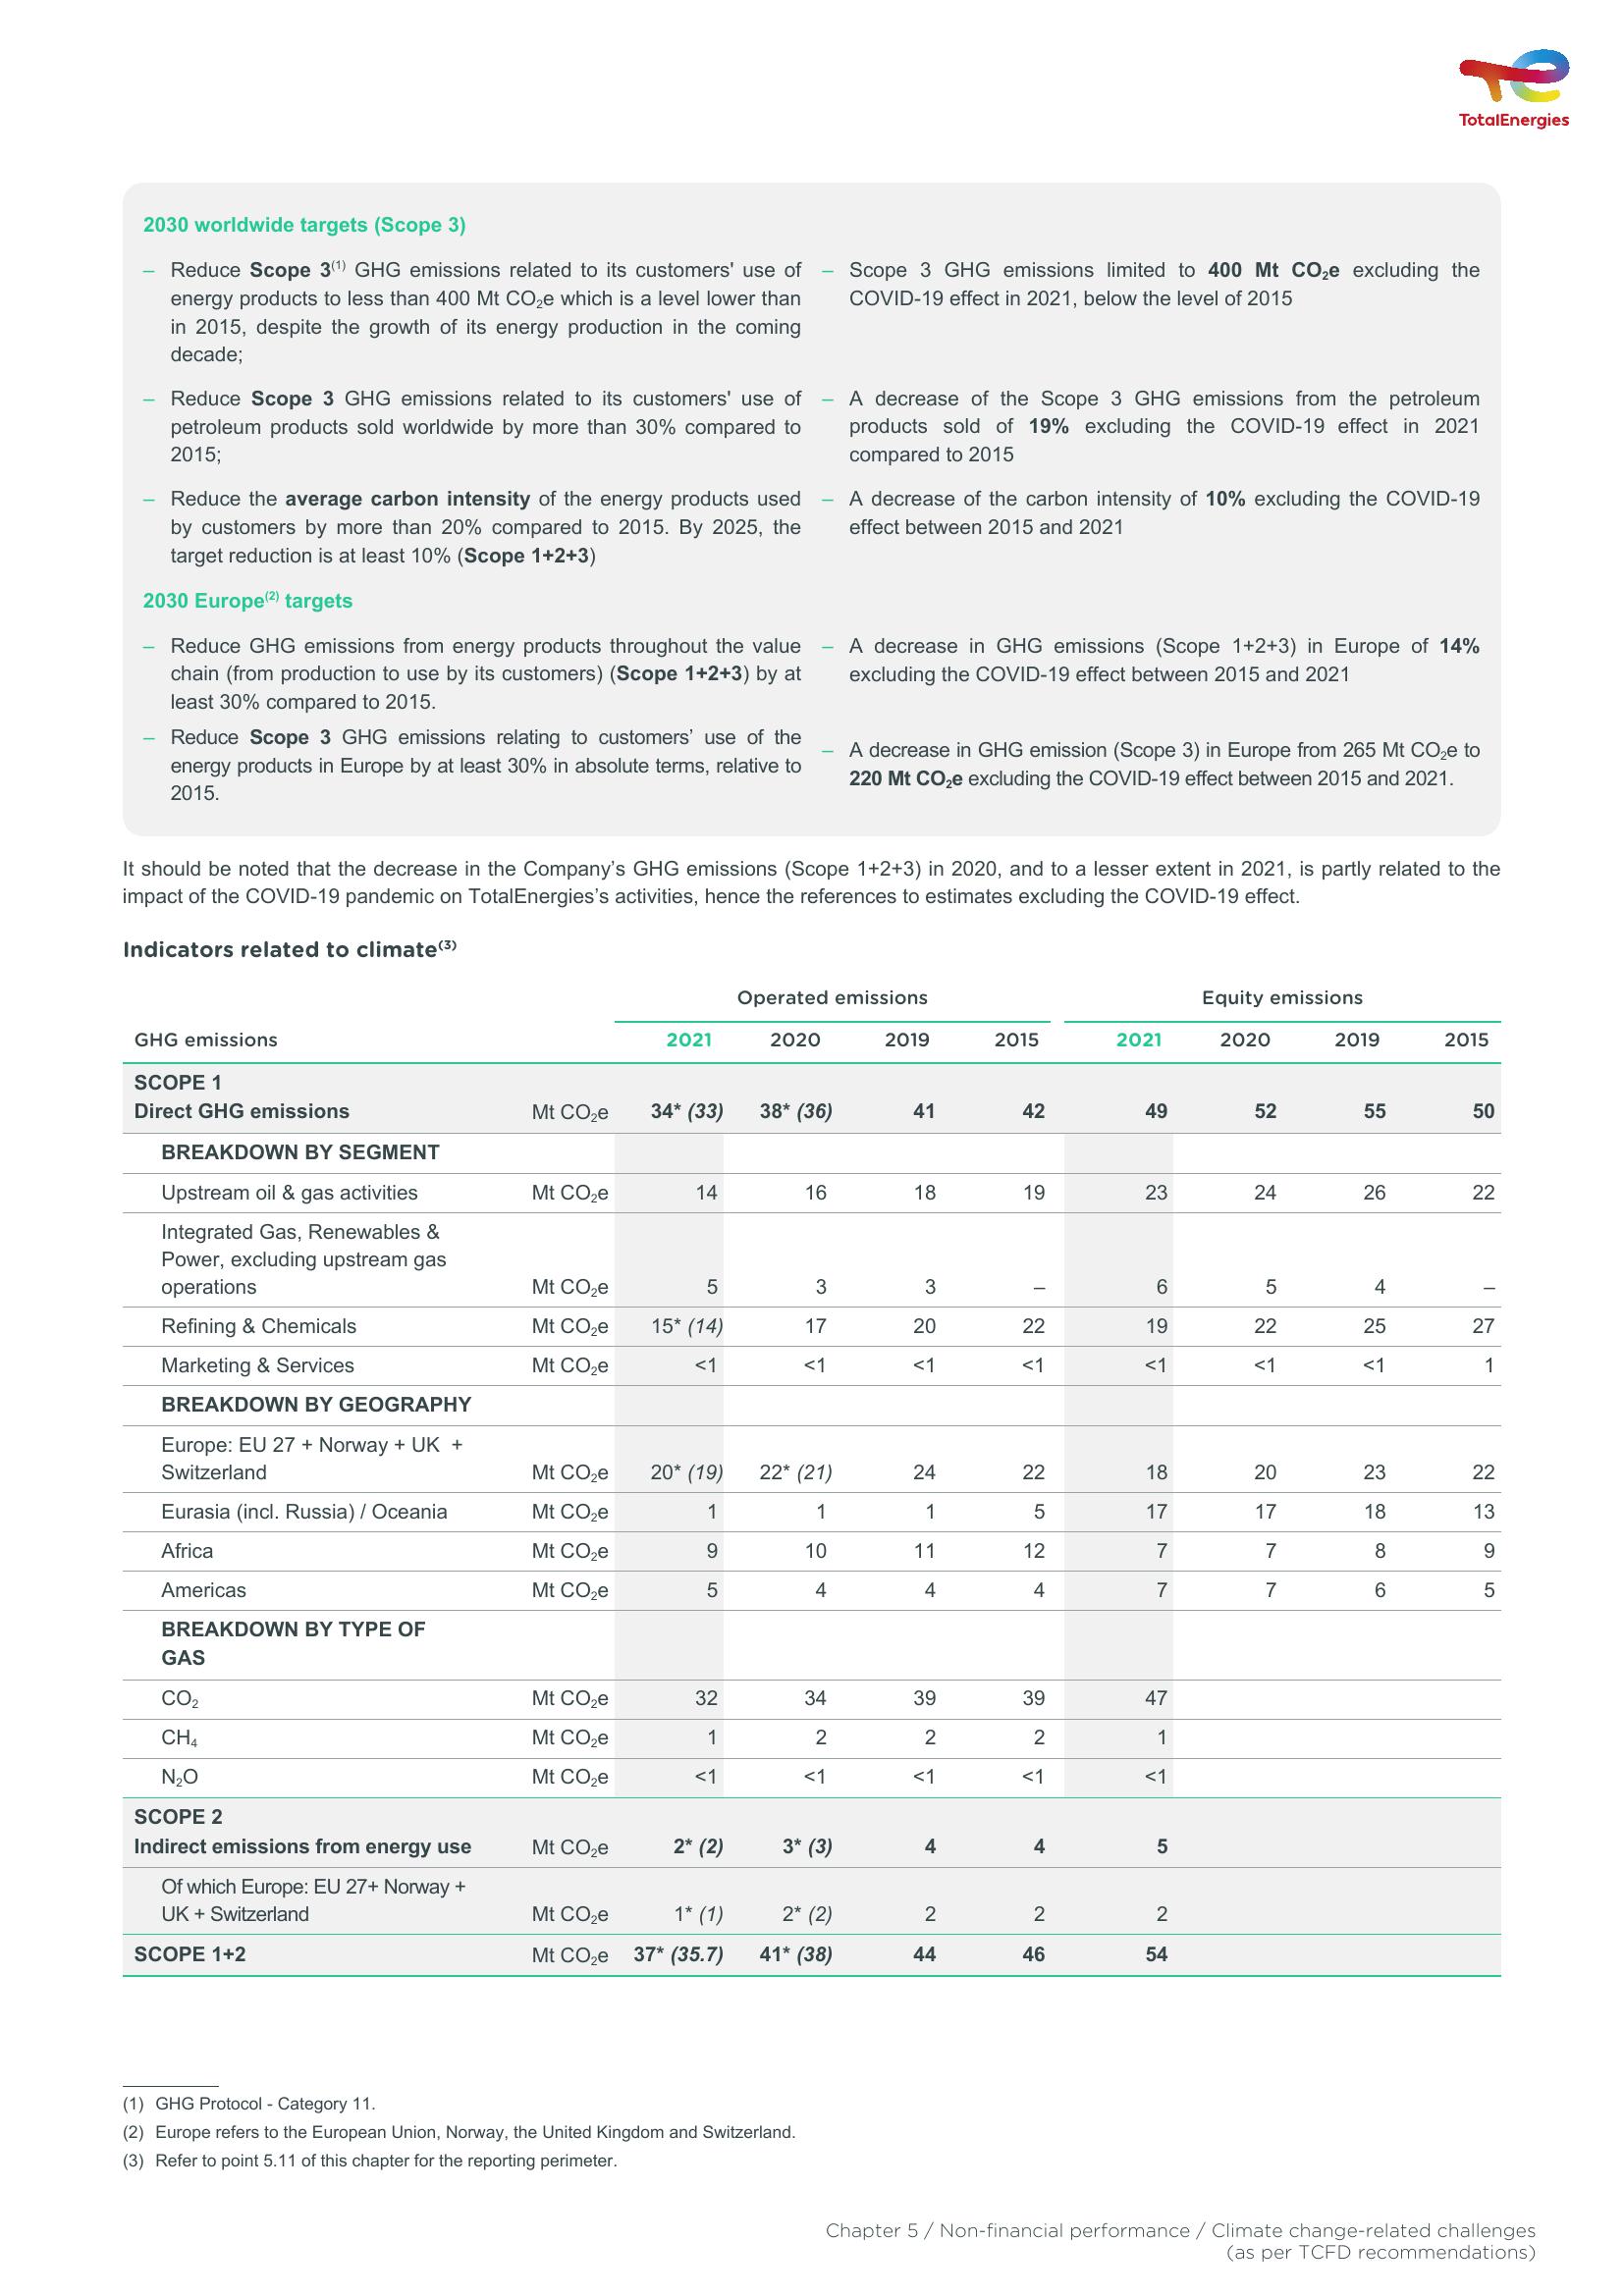 TotalEnergies
2030 worldwide targets (Scope 3)
– Reduce Scope 3(1) GHG emissions related to its customers' use of
energy products to less than 400 Mt CO2e which is a level lower than
in 2015, despite the growth of its energy production in the coming
decade;
– Scope 3 GHG emissions limited to 400 Mt CO2e excluding the
COVID-19 effect in 2021, below the level of 2015
– Reduce Scope 3 GHG emissions related to its customers' use of
petroleum products sold worldwide by more than 30% compared to
2015;
– A decrease of the Scope 3 GHG emissions from the petroleum
products sold of 19% excluding the COVID-19 effect in 2021
compared to 2015
– Reduce the average carbon intensity of the energy products used
by customers by more than 20% compared to 2015. By 2025, the
target reduction is at least 10% (Scope 1+2+3)
– A decrease of the carbon intensity of 10% excluding the COVID-19
effect between 2015 and 2021
2030 Europe(2) targets
– Reduce GHG emissions from energy products throughout the value
chain (from production to use by its customers) (Scope 1+2+3) by at
least 30% compared to 2015.
– A decrease in GHG emissions (Scope 1+2+3) in Europe of 14%
excluding the COVID-19 effect between 2015 and 2021
– Reduce Scope 3 GHG emissions relating to customers’ use of the
energy products in Europe by at least 30% in absolute terms, relative to
2015.
– A decrease in GHG emission (Scope 3) in Europe from 265 Mt CO2e to
220 Mt CO2e excluding the COVID-19 effect between 2015 and 2021.
It should be noted that the decrease in the Company’s GHG emissions (Scope 1+2+3) in 2020, and to a lesser extent in 2021, is partly related to the
impact of the COVID-19 pandemic on TotalEnergies’s activities, hence the references to estimates excluding the COVID-19 effect.
Indicators related to climate(3)
Operated emissions Equity emissions
GHG emissions 2021 2020 2019 2015 2021 2020 2019 2015
SCOPE 1
Direct GHG emissions Mt CO2e 34* (33) 38* (36) 41 42 49 52 55 50
BREAKDOWN BY SEGMENT
Upstream oil & gas activities Mt CO2e 14 16 18 19 23 24 26 22
Integrated Gas, Renewables &
Power, excluding upstream gas
operations Mt CO2e 5 3 3 – 6 5 4 –
Refining & Chemicals Mt CO2e 15* (14) 17 20 22 19 22 25 27
Marketing & Services Mt CO2e <1 <1 <1 <1 <1 <1 <1 1
BREAKDOWN BY GEOGRAPHY
Europe: EU 27 + Norway + UK +
Switzerland Mt CO2e 20* (19) 22* (21) 24 22 18 20 23 22
Eurasia (incl. Russia) / Oceania Mt CO2e 1 1 1 5 17 17 18 13
Africa Mt CO2e 9 10 11 12 7 7 8 9
Americas Mt CO2e 5 4 4 4 7 7 6 5
BREAKDOWN BY TYPE OF
GAS
CO2 Mt CO2e 32 34 39 39 47
CH4 Mt CO2e 1 2 2 2 1
N2O Mt CO2e <1 <1 <1 <1 <1
SCOPE 2
Indirect emissions from energy use Mt CO2e 2* (2) 3* (3) 4 4 5
Of which Europe: EU 27+ Norway +
UK + Switzerland Mt CO2e 1* (1) 2* (2) 2 2 2
SCOPE 1+2 Mt CO2e 37* (35.7) 41* (38) 44 46 54
(1) GHG Protocol - Category 11.
(2) Europe refers to the European Union, Norway, the United Kingdom and Switzerland.
(3) Refer to point 5.11 of this chapter for the reporting perimeter.
Chapter 5 / Non-financial performance / Climate change-related challenges
(as per TCFD recommendations)